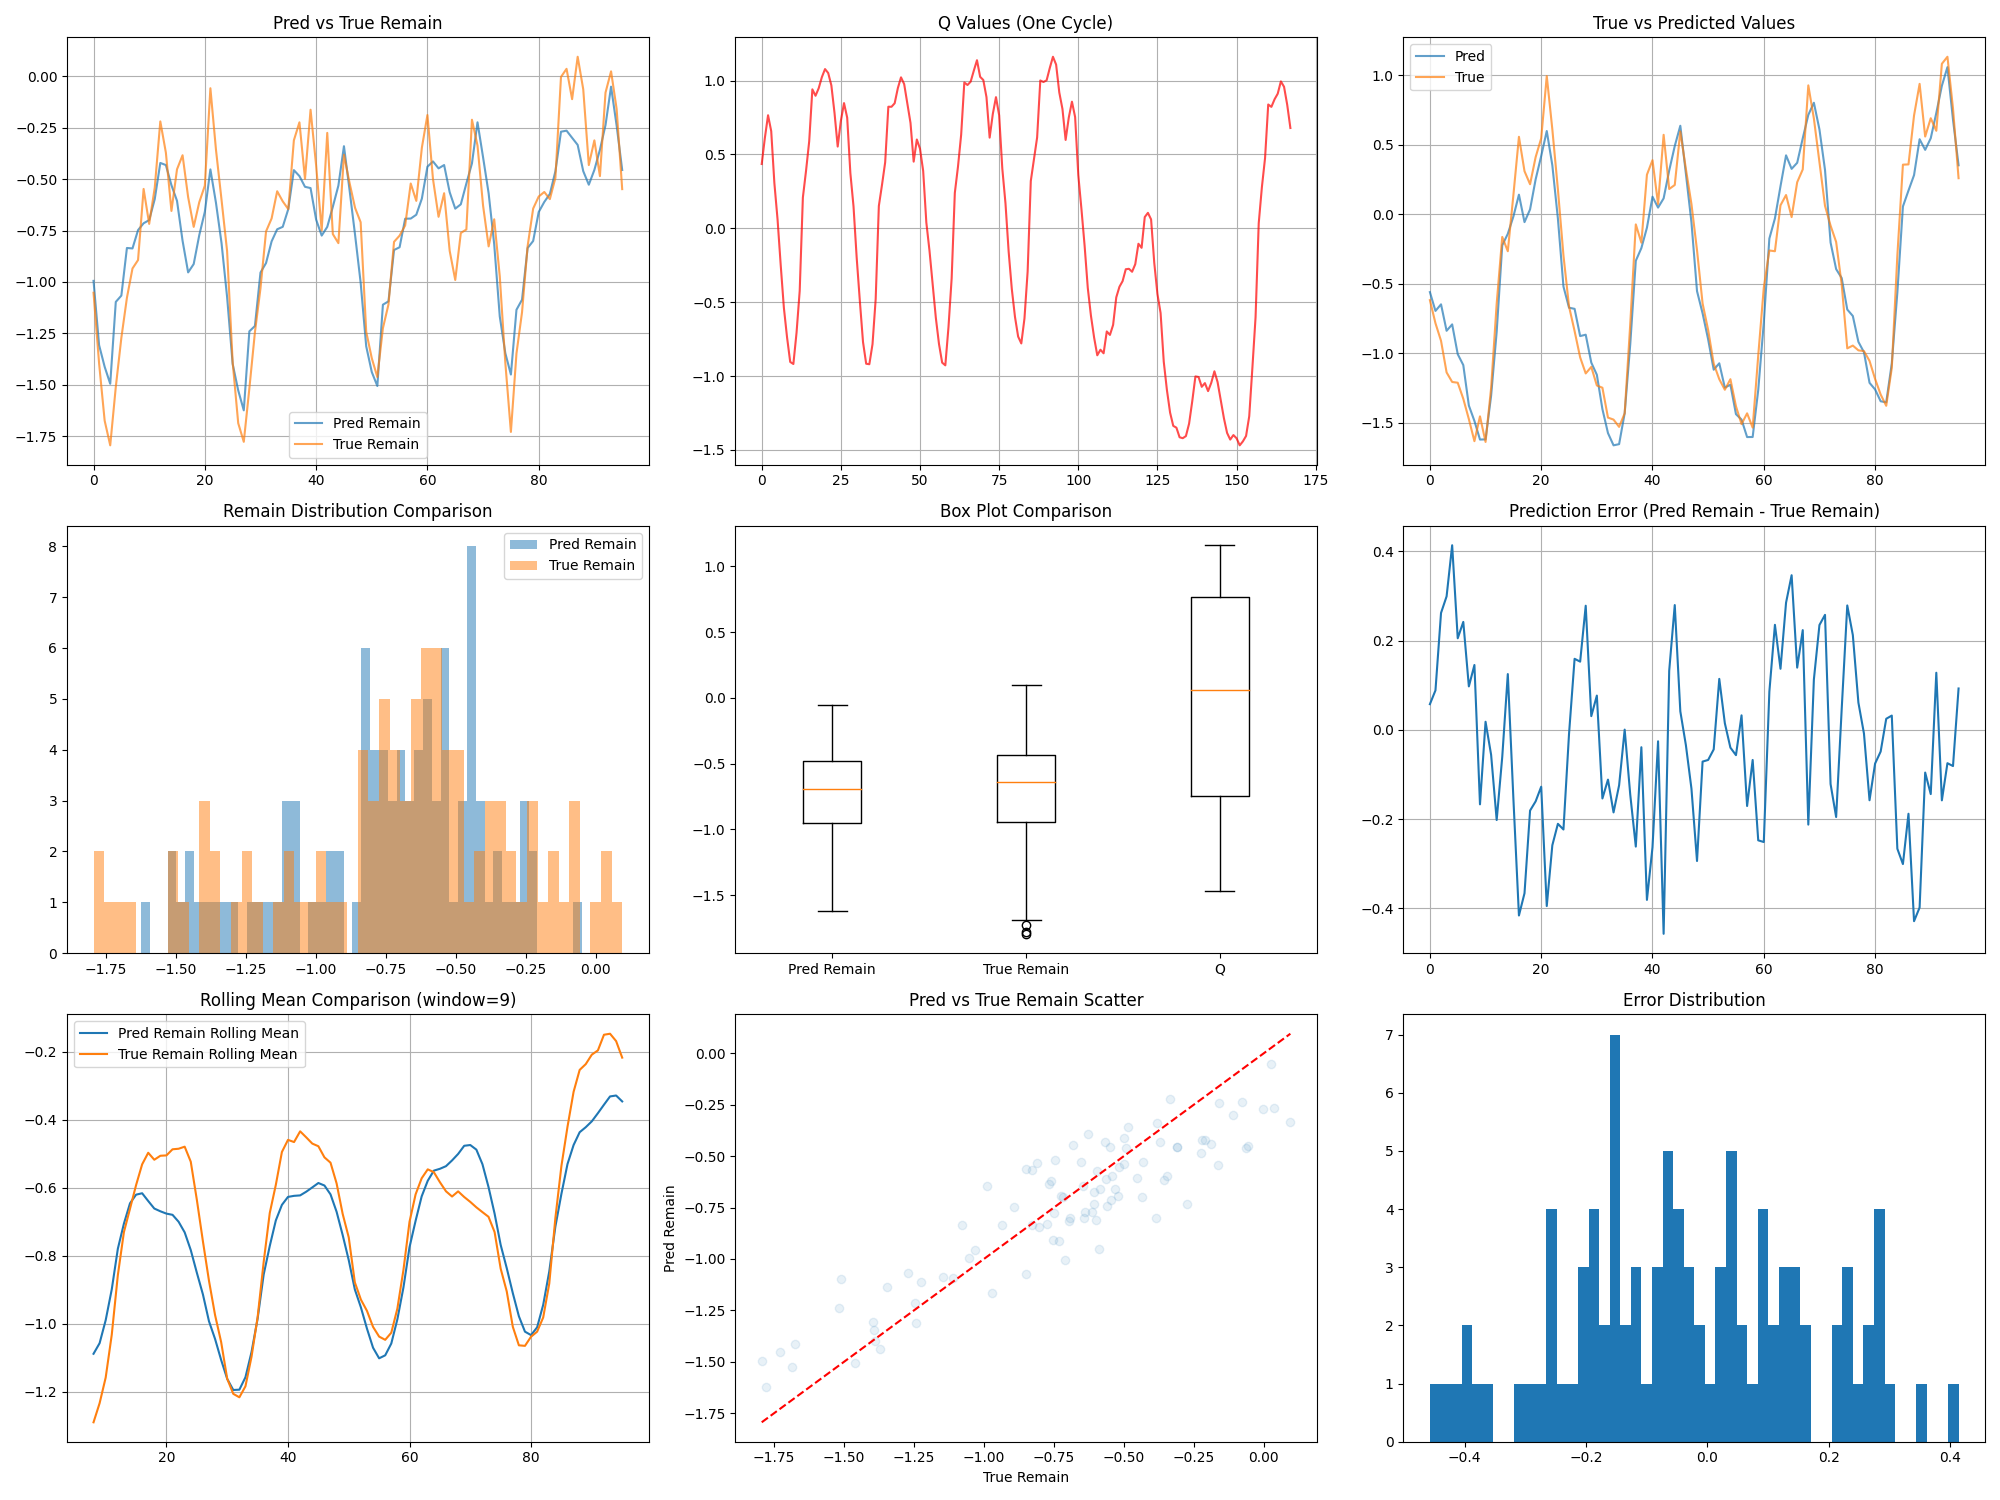 Pred vs True Remain
0.00
−0.25
−0.50
−0.75
−1.00
−1.25
−1.50
−1.75
Pred Remain
True Remain
0 20 40 60 80
Q Values (One Cycle)
1.0
0.5
0.0
−0.5
−1.0
−1.5
0 25 50 75 100 125 150 175
True vs Predicted Values
Pred
True
1.0
0.5
0.0
−0.5
−1.0
−1.5
0 20 40 60 80
Remain Distribution Comparison
Pred Remain
True Remain
8
7
6
5
4
3
2
1
0
−1.75 −1.50 −1.25 −1.00 −0.75 −0.50 −0.25 0.00
Box Plot Comparison
1.0
0.5
0.0
−0.5
−1.0
−1.5
Pred Remain True Remain Q
Prediction Error (Pred Remain - True Remain)
0.4
0.2
0.0
−0.2
−0.4
0 20 40 60 80
Rolling Mean Comparison (window=9)
Pred Remain Rolling Mean
True Remain Rolling Mean
−0.2
−0.4
−0.6
−0.8
−1.0
−1.2
20 40 60 80
Pred vs True Remain Scatter
Pred Remain
0.00
−0.25
−0.50
−0.75
−1.00
−1.25
−1.50
−1.75
−1.75 −1.50 −1.25 −1.00 −0.75 −0.50 −0.25 0.00
True Remain
Error Distribution
7
6
5
4
3
2
1
0
−0.4 −0.2 0.0 0.2 0.4